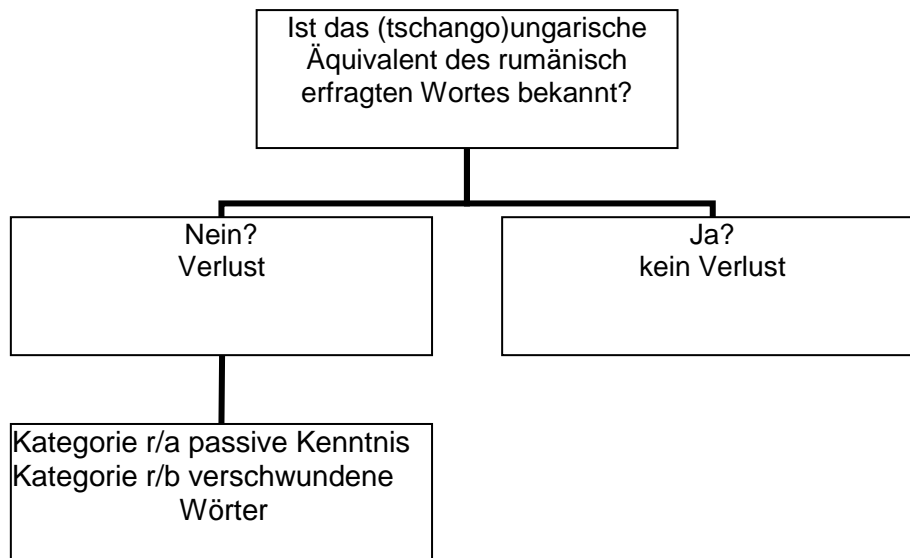 Ist das (tschango)ungarische
Äquivalent des rumänisch
erfragten Wortes bekannt?
Nein?
Verlust
Ja?
kein Verlust
Kategorie r/a passive Kenntnis
Kategorie r/b verschwundene
Wörter